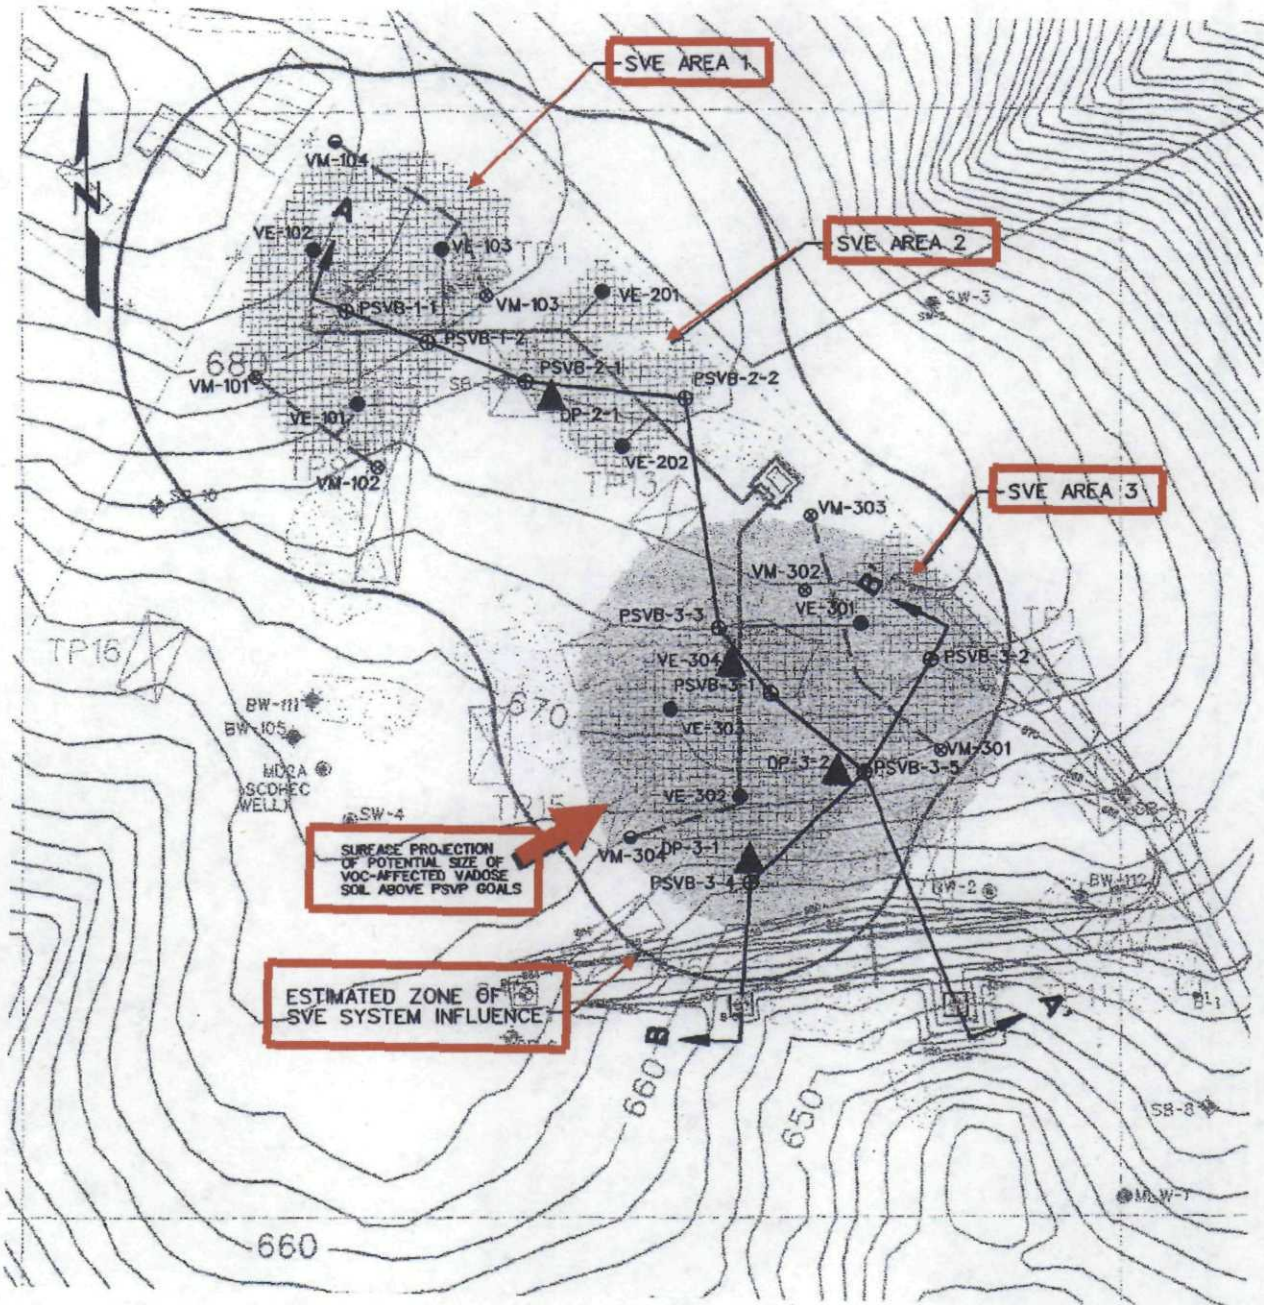 SVE AREA 1
N
VM-104
A
VE-102
VE-103
TP1
SVE AREA 2
VE-201
VM-103
SW-3
PSVB-1-1
PSVB-1-2
680
PSVB-2-1
PSVB-2-2
VM-101
DP-2-1
VE-101
VE-202
VM-102
TP13
SVE AREA 3
VM-303
VM-302
B'
VE-301
PSVB-3-3
TP16
VE-304
PSVB-3-2
PSVB-3-1
BW-111
670
VE-303
BW-105
VM-301
MD2A
(SCDHEC
WELL)
DP-3-2
PSVB-3-5
TP15
VE-302
SW-4
SURFACE PROJECTION
OF POTENTIAL SIZE OF
VOC-AFFECTED VADOSE
SOIL ABOVE PSVP GOALS
VM-304
DP-3-1
PSVB-3-4
BW-2
BW-112
ESTIMATED ZONE OF
SVE SYSTEM INFLUENCE
A'
B
660
650
SB-8
MLW-1
660